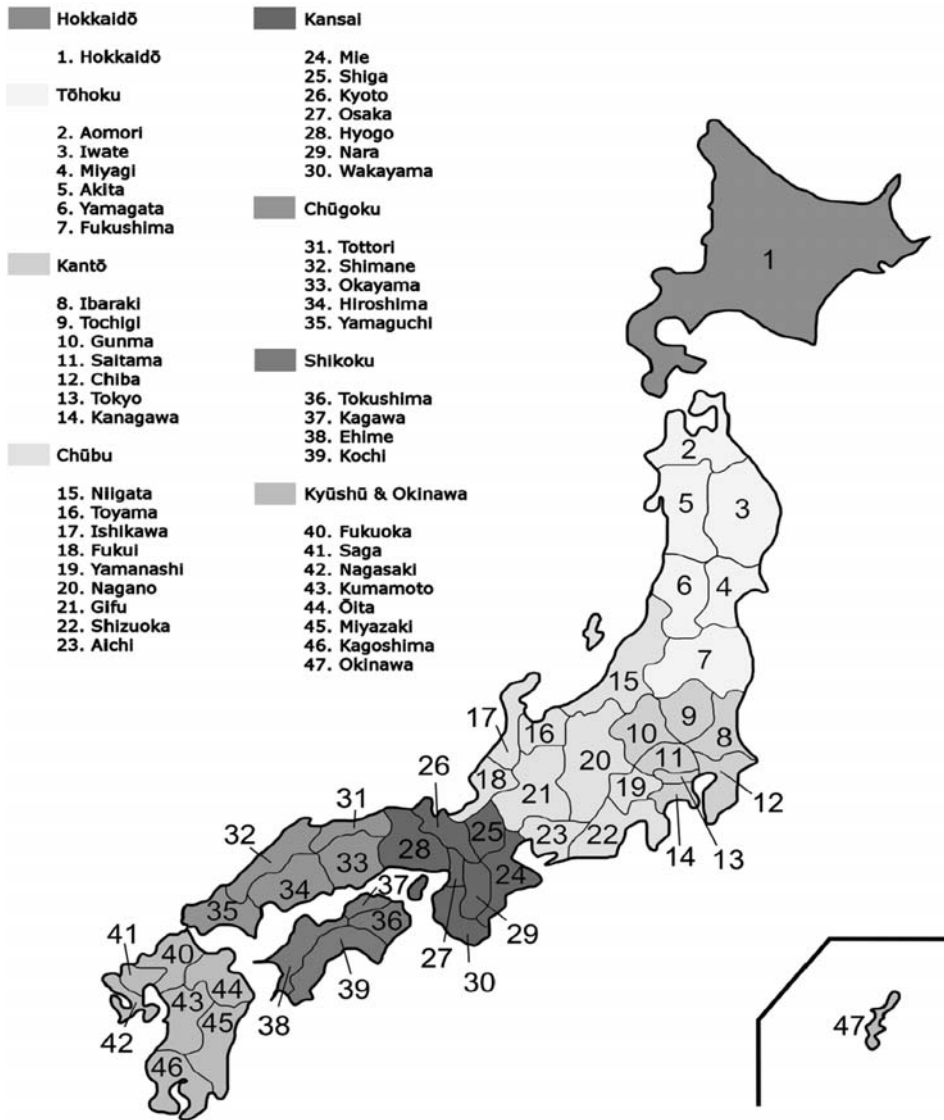 Hokkaidō
1. Hokkaidō
Tōhoku
2. Aomori
3. Iwate
4. Miyagi
5. Akita
6. Yamagata
7. Fukushima
Kantō
8. Ibaraki
9. Tochigi
10. Gunma
11. Saitama
12. Chiba
13. Tokyo
14. Kanagawa
Chūbu
15. Niigata
16. Toyama
17. Ishikawa
18. Fukui
19. Yamanashi
20. Nagano
21. Gifu
22. Shizuoka
23. Aichi
Kansai
24. Mie
25. Shiga
26. Kyoto
27. Osaka
28. Hyogo
29. Nara
30. Wakayama
Chūgoku
31. Tottori
32. Shimane
33. Okayama
34. Hiroshima
35. Yamaguchi
Shikoku
36. Tokushima
37. Kagawa
38. Ehime
39. Kochi
Kyūshū & Okinawa
40. Fukuoka
41. Saga
42. Nagasaki
43. Kumamoto
44. Ōita
45. Miyazaki
46. Kagoshima
47. Okinawa
1
2
5
3
6
4
7
15
9
17
16
10
8
20
11
26
18
21
19
12
31
25
23
22
14
13
32
28
33
24
34
37
35
36
29
41
40
27
30
39
43
44
38
42
45
47
46